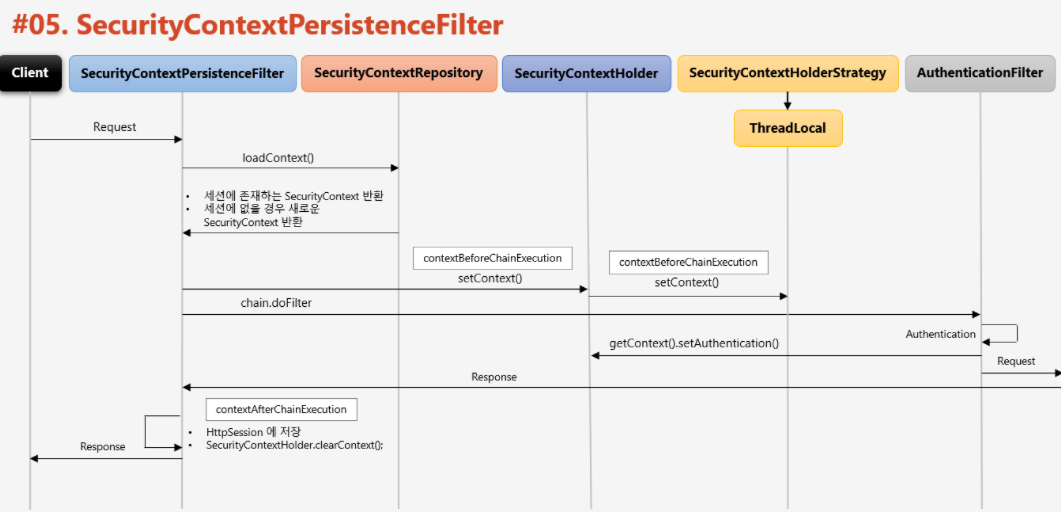 #05. SecurityContextPersistenceFilter
Client
SecurityContextPersistenceFilter
SecurityContextRepository
SecurityContextHolder
SecurityContextHolderStrategy
AuthenticationFilter
ThreadLocal
Request
loadContext()
• 세션에 존재하는 SecurityContext 반환
• 세션에 없을 경우 새로운
SecurityContext 반환
contextBeforeChainExecution
setContext()
contextBeforeChainExecution
setContext()
chain.doFilter
Authentication
getContext().setAuthentication()
Request
Response
contextAfterChainExecution
• HttpSession 에 저장
• SecurityContextHolder.clearContext();
Response